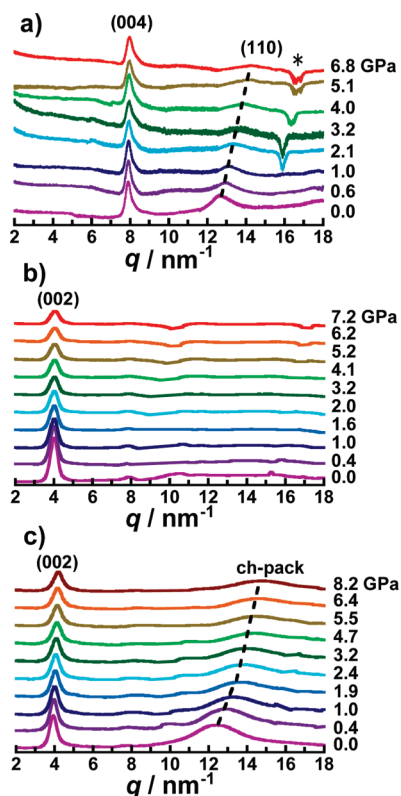 a)
(004)
(110)
*
6.8 GPa
5.1
4.0
3.2
2.1
1.0
0.6
0.0
2 4 6 8 10 12 14 16 18
q / nm-1
b)
(002)
7.2 GPa
6.2
5.2
4.1
3.2
2.0
1.6
1.0
0.4
0.0
2 4 6 8 10 12 14 16 18
q / nm-1
c)
(002)
ch-pack
8.2 GPa
6.4
5.5
4.7
3.2
2.4
1.9
1.0
0.4
0.0
2 4 6 8 10 12 14 16 18
q / nm-1